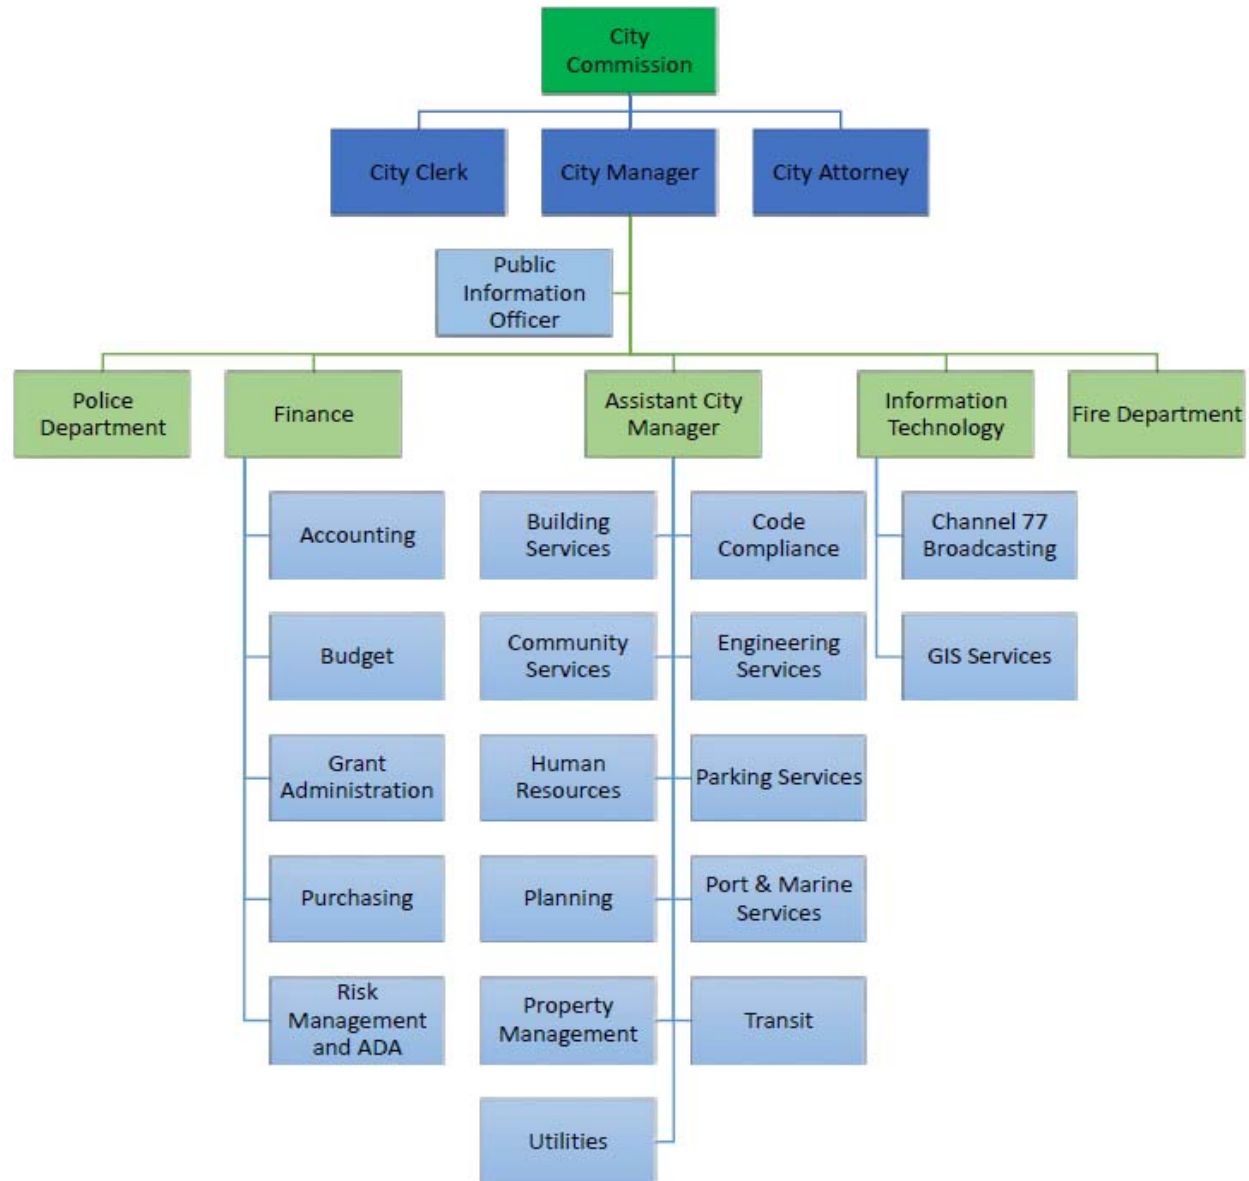 City
Commission
City Clerk
City Manager
City Attorney
Public
Information
Officer
Police
Department
Finance
Assistant City
Manager
Information
Technology
Fire Department
Accounting
Building
Services
Code
Compliance
Channel 77
Broadcasting
Budget
Community
Services
Engineering
Services
GIS Services
Grant
Administration
Human
Resources
Parking Services
Purchasing
Planning
Port & Marine
Services
Risk
Management
and ADA
Property
Management
Transit
Utilities